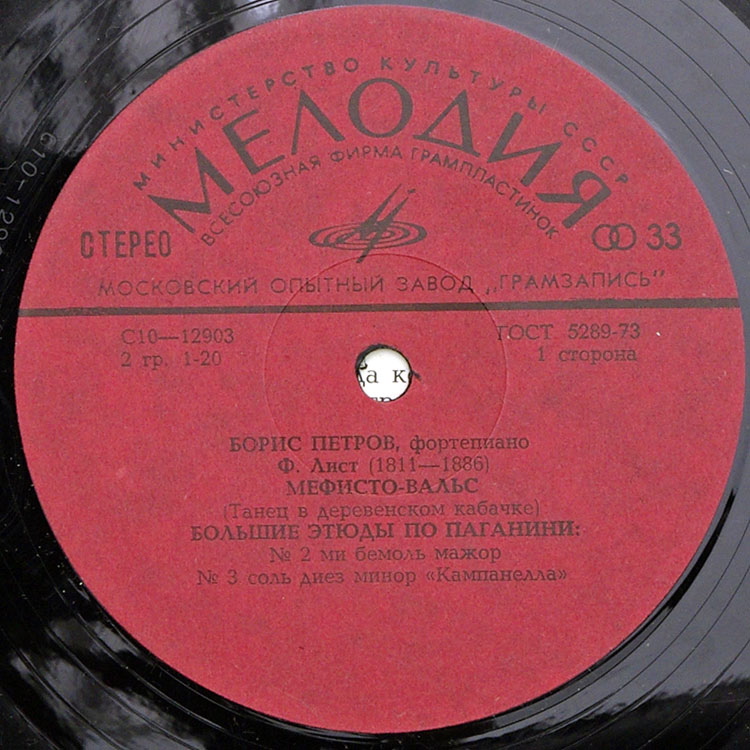 МИНИСТЕРСТВО КУЛЬТУРЫ СССР
МЕЛОДИЯ
ВСЕСОЮЗНАЯ ФИРМА ГРАМПЛАСТИНОК
СТЕРЕО
33
МОСКОВСКИЙ ОПЫТНЫЙ ЗАВОД „ГРАМЗАПИСЬ"
С10—12903
ГОСТ 5289-73
2 гр. 1-20
1 сторона
БОРИС ПЕТРОВ, фортепиано
Ф. Лист (1811—1886)
МЕФИСТО-ВАЛЬС
(Танец в деревенском кабачке)
БОЛЬШИЕ ЭТЮДЫ ПО ПАГАНИНИ:
№ 2 ми бемоль мажор
№ 3 соль диез минор «Кампанелла»